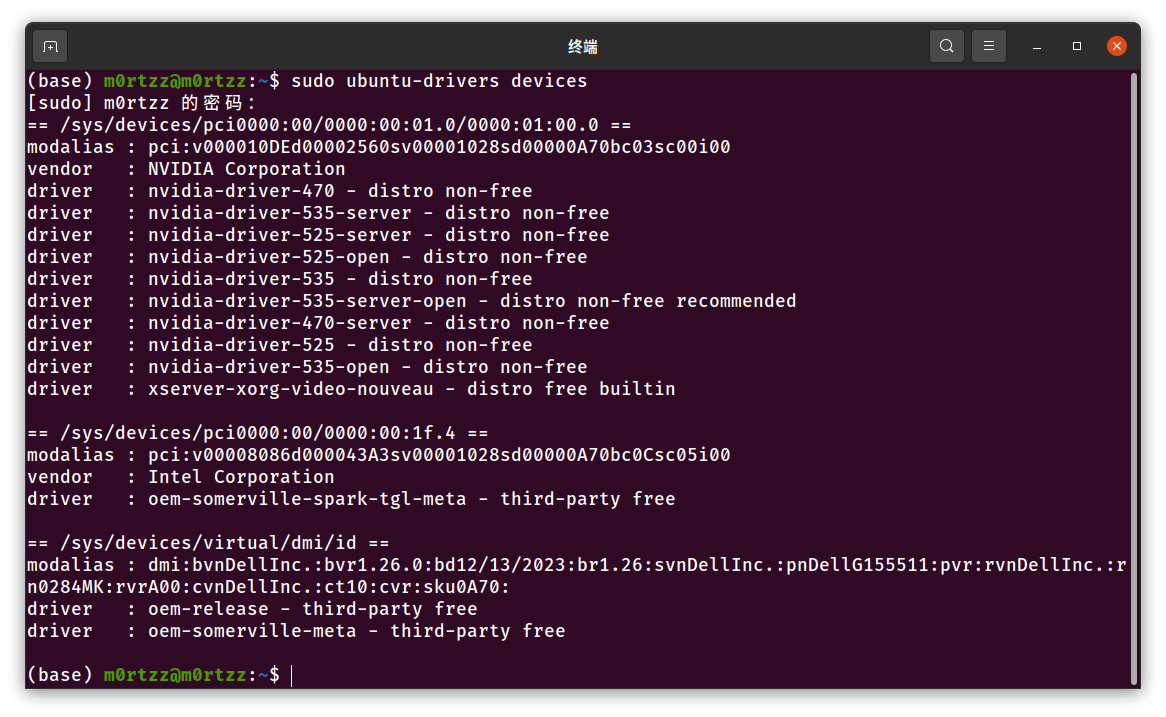 终端
(base) m0rtzz@m0rtzz:~$ sudo ubuntu-drivers devices
[sudo] m0rtzz 的密码：
== /sys/devices/pci0000:00/0000:00:01.0/0000:01:00.0 ==
modalias : pci:v000010DEd00002560sv00001028sd00000A70bc03sc00i00
vendor   : NVIDIA Corporation
driver   : nvidia-driver-470 - distro non-free
driver   : nvidia-driver-535-server - distro non-free
driver   : nvidia-driver-525-server - distro non-free
driver   : nvidia-driver-525-open - distro non-free
driver   : nvidia-driver-535 - distro non-free
driver   : nvidia-driver-535-server-open - distro non-free recommended
driver   : nvidia-driver-470-server - distro non-free
driver   : nvidia-driver-525 - distro non-free
driver   : nvidia-driver-535-open - distro non-free
driver   : xserver-xorg-video-nouveau - distro free builtin
== /sys/devices/pci0000:00/0000:00:1f.4 ==
modalias : pci:v00008086d000043A3sv00001028sd00000A70bc0Csc05i00
vendor   : Intel Corporation
driver   : oem-somerville-spark-tgl-meta - third-party free
== /sys/devices/virtual/dmi/id ==
modalias : dmi:bvnDellInc.:bvr1.26.0:bd12/13/2023:br1.26:svnDellInc.:pnDellG155511:pvr:rvnDellInc.:r
n0284MK:rvrA00:cvnDellInc.:ct10:cvr:sku0A70:
driver   : oem-release - third-party free
driver   : oem-somerville-meta - third-party free
(base) m0rtzz@m0rtzz:~$